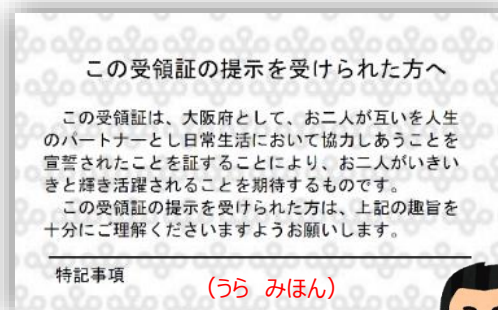 この受領証の提示を受けられた方へ
　この受領証は、大阪府として、お二人が互いを人生
のパートナーとし日常生活において協力しあうことを
宣誓されたことを証することにより、お二人がいきい
きと輝き活躍されることを期待するものです。
　この受領証の提示を受けられた方は、上記の趣旨を
十分にご理解くださいますようお願いします。
特記事項
(うら　みほん)